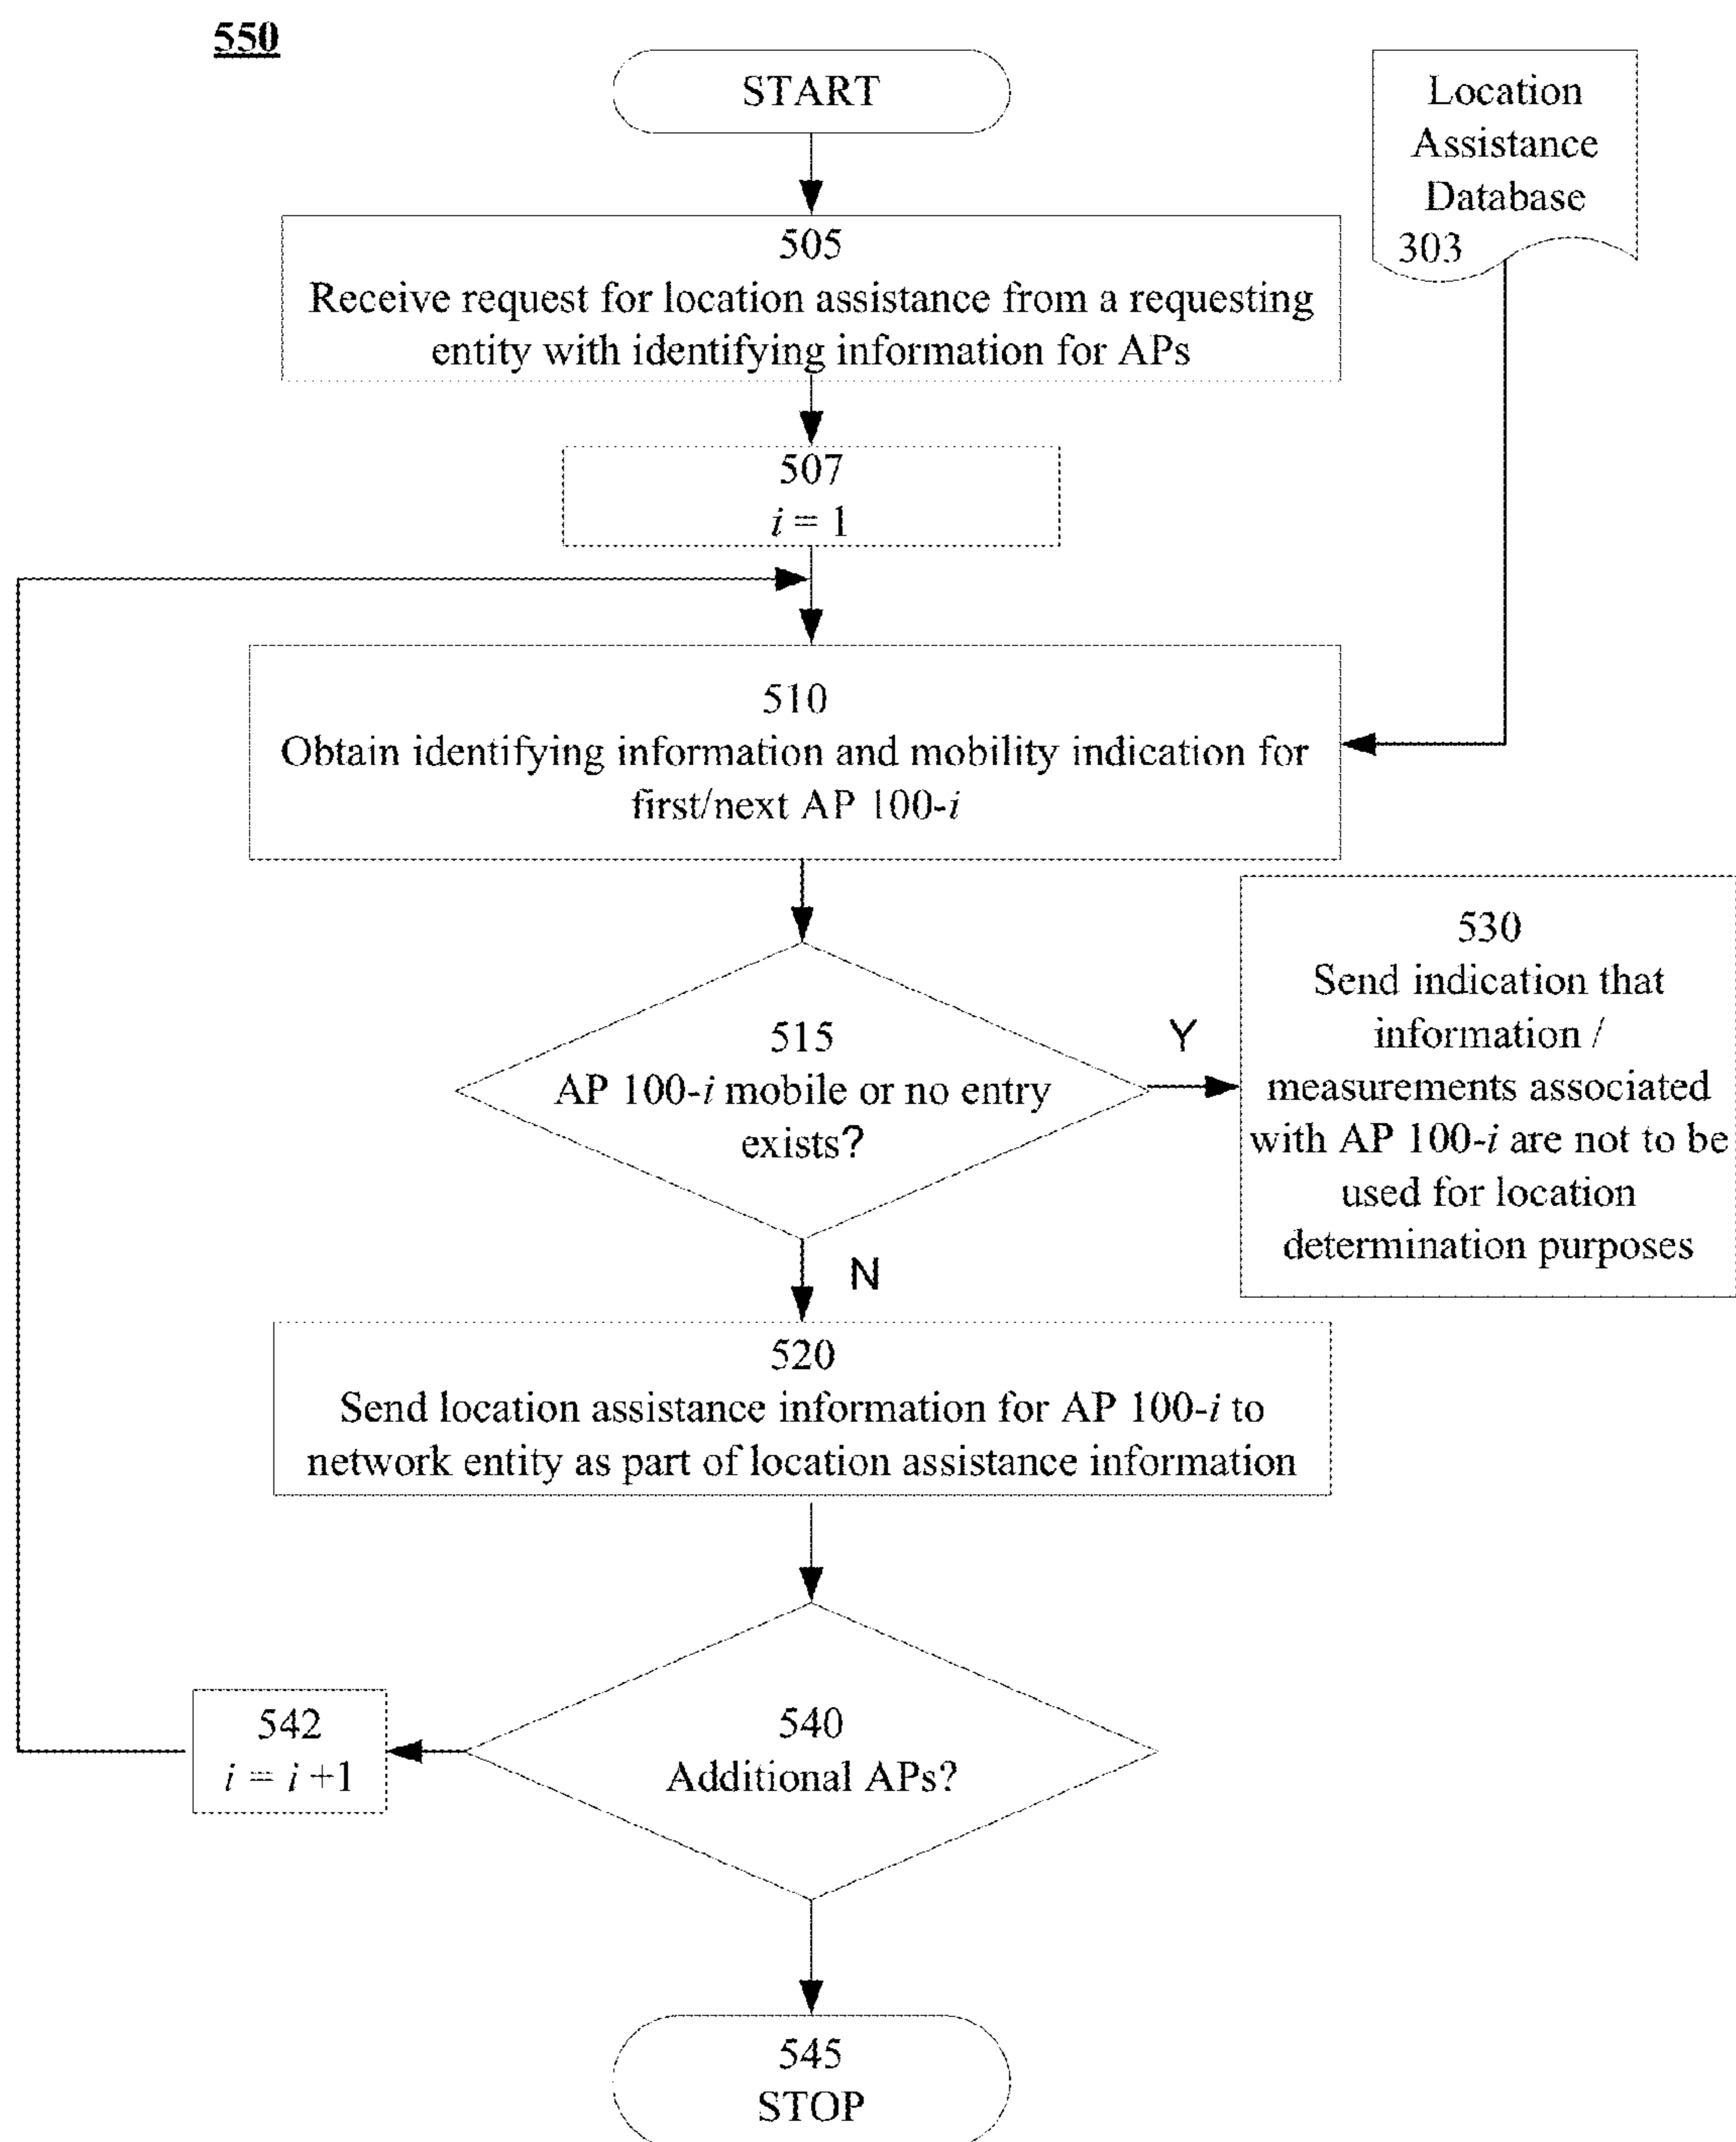 550
START
Location
Assistance
Database
303
505
Receive request for location assistance from a requesting
entity with identifying information for APs
507
i = 1
510
Obtain identifying information and mobility indication for
first/next AP 100-i
515
AP 100-i mobile or no entry
exists?
Y
530
Send indication that
information /
measurements associated
with AP 100-i are not to be
used for location
determination purposes
N
520
Send location assistance information for AP 100-i to
network entity as part of location assistance information
540
Additional APs?
542
i = i +1
545
STOP